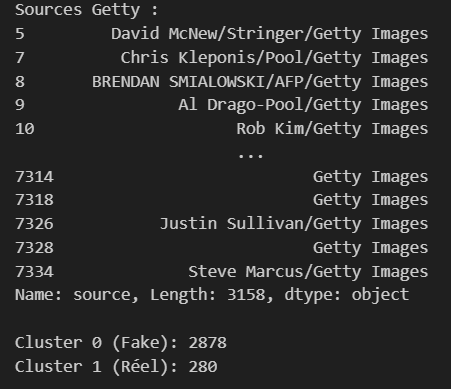 Sources Getty :
5 David McNew/Stringer/Getty Images
7 Chris Kleponis/Pool/Getty Images
8 BRENDAN SMIALOWSKI/AFP/Getty Images
9 Al Drago-Pool/Getty Images
10 Rob Kim/Getty Images
...
7314 Getty Images
7318 Getty Images
7326 Justin Sullivan/Getty Images
7328 Getty Images
7334 Steve Marcus/Getty Images
Name: source, Length: 3158, dtype: object
Cluster 0 (Fake): 2878
Cluster 1 (Réel): 280